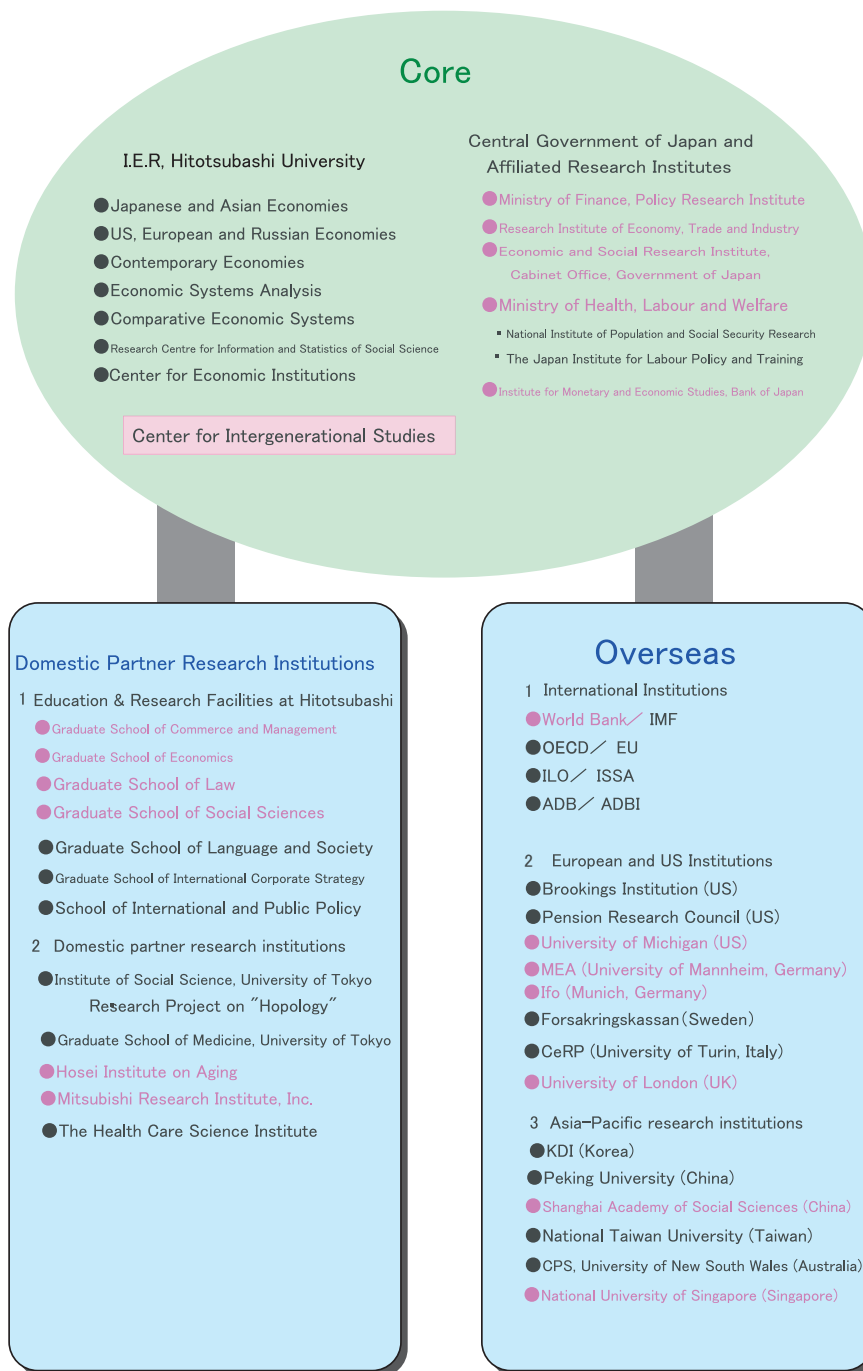 Core
I.E.R, Hitotsubashi University
●Japanese and Asian Economies
●US, European and Russian Economies
●Contemporary Economies
●Economic Systems Analysis
●Comparative Economic Systems
●Research Centre for Information and Statistics of Social Science
●Center for Economic Institutions
Center for Intergenerational Studies
Central Government of Japan and
Affiliated Research Institutes
●Ministry of Finance, Policy Research Institute
●Research Institute of Economy, Trade and Industry
●Economic and Social Research Institute,
Cabinet Office, Government of Japan
●Ministry of Health, Labour and Welfare
▪ National Institute of Population and Social Security Research
▪ The Japan Institute for Labour Policy and Training
●Institute for Monetary and Economic Studies, Bank of Japan
Domestic Partner Research Institutions
1 Education & Research Facilities at Hitotsubashi
●Graduate School of Commerce and Management
●Graduate School of Economics
●Graduate School of Law
●Graduate School of Social Sciences
●Graduate School of Language and Society
●Graduate School of International Corporate Strategy
●School of International and Public Policy
2 Domestic partner research institutions
●Institute of Social Science, University of Tokyo
Research Project on "Hopology"
●Graduate School of Medicine, University of Tokyo
●Hosei Institute on Aging
●Mitsubishi Research Institute, Inc.
●The Health Care Science Institute
Overseas
1 International Institutions
●World Bank／ IMF
●OECD／ EU
●ILO／ ISSA
●ADB／ ADBI
2 European and US Institutions
●Brookings Institution (US)
●Pension Research Council (US)
●University of Michigan (US)
●MEA (University of Mannheim, Germany)
●Ifo (Munich, Germany)
●Forsakringskassan(Sweden)
●CeRP (University of Turin, Italy)
●University of London (UK)
3 Asia-Pacific research institutions
●KDI (Korea)
●Peking University (China)
●Shanghai Academy of Social Sciences (China)
●National Taiwan University (Taiwan)
●CPS, University of New South Wales (Australia)
●National University of Singapore (Singapore)